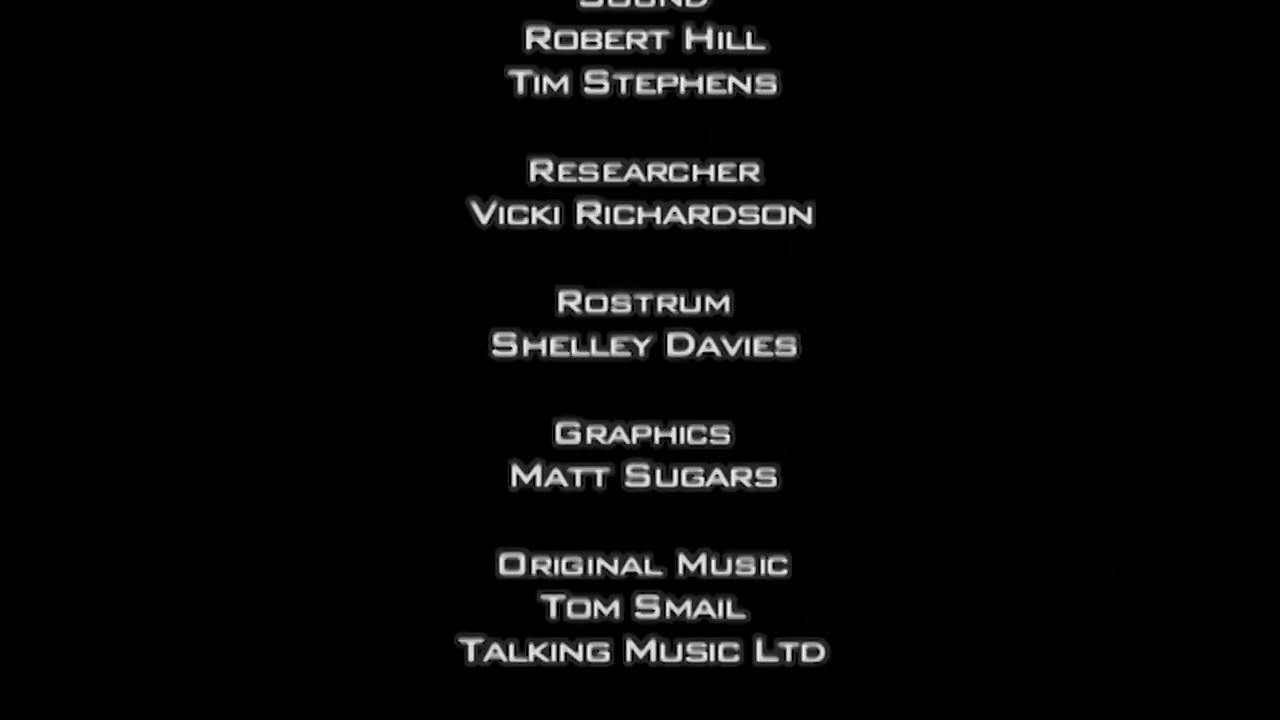 Sound
Robert Hill
Tim Stephens
Researcher
Vicki Richardson
Rostrum
Shelley Davies
Graphics
Matt Sugars
Original Music
Tom Smail
Talking Music Ltd